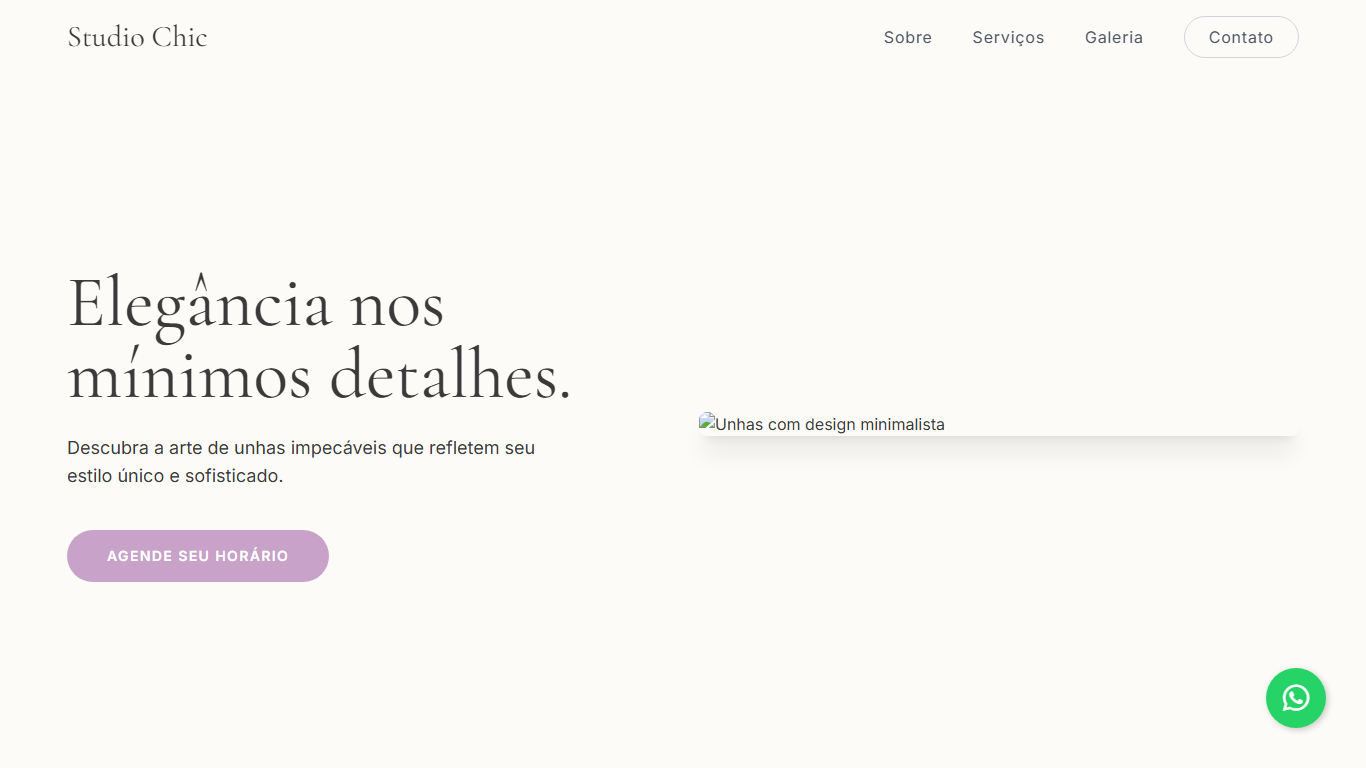 Studio Chic
Sobre
Serviços
Galeria
Contato
Elegância nos
mínimos detalhes.
Descubra a arte de unhas impecáveis que refletem seu
estilo único e sofisticado.
AGENDE SEU HORÁRIO
Unhas com design minimalista